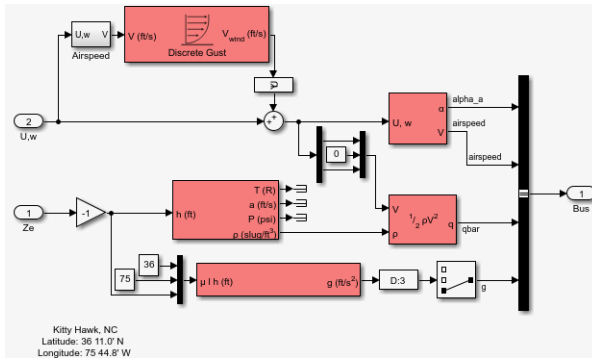 U,w V
Airspeed
V (ft/s) V wind (ft/s)
Discrete Gust
2
U,w
+
+
U, w α
V
alpha_a
airspeed
airspeed
0
1
Ze
-1
h (ft) T (R)
a (ft/s)
P (psi)
ρ (slug/ft³)
V
ρ
1/2 ρV² q
qbar
1
Bus
36
75
μ l h (ft) g (ft/s²)
D:3
g
Kitty Hawk, NC
Latitude: 36 11.0' N
Longitude: 75 44.8' W